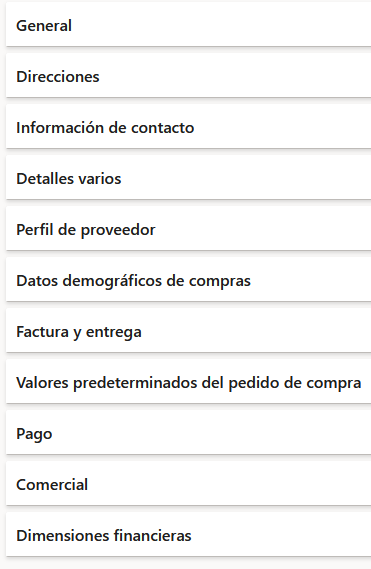 General
Direcciones
Información de contacto
Detalles varios
Perfil de proveedor
Datos demográficos de compras
Factura y entrega
Valores predeterminados del pedido de compra
Pago
Comercial
Dimensiones financieras